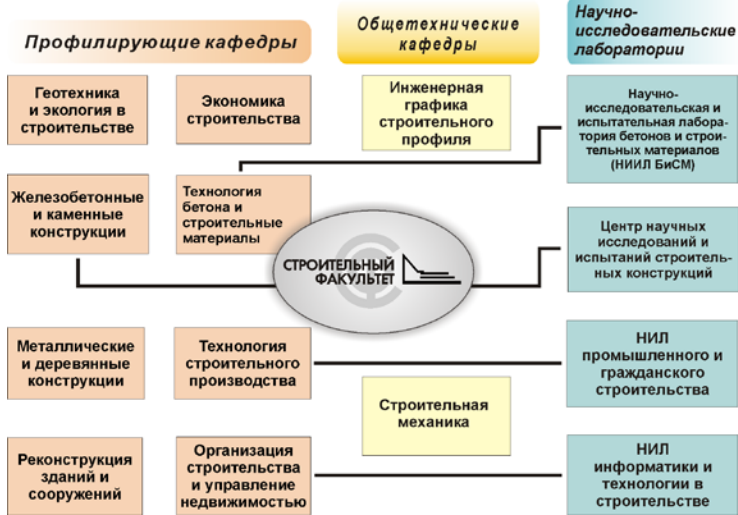 Профилирующие кафедры
Общетехнические
кафедры
Научно-
исследовательские
лаборатории
Геотехника
и экология в
строительстве
Экономика
строительства
Инженерная
графика
строительного
профиля
Научно-
исследовательская и
испытательная лабора-
тория бетонов и строи-
тельных материалов
(НИИЛ БиСМ)
Железобетонные
и каменные
конструкции
Технология
бетона и
строительные
материалы
Центр научных
исследований и
испытаний строитель-
ных конструкций
СТРОИТЕЛЬНЫЙ
ФАКУЛЬТЕТ
Металлические
и деревянные
конструкции
Технология
строительного
производства
НИЛ
промышленного и
гражданского
строительства
Строительная
механика
Реконструкция
зданий и
сооружений
Организация
строительства
и управление
недвижимостью
НИЛ
информатики и
технологии в
строительстве